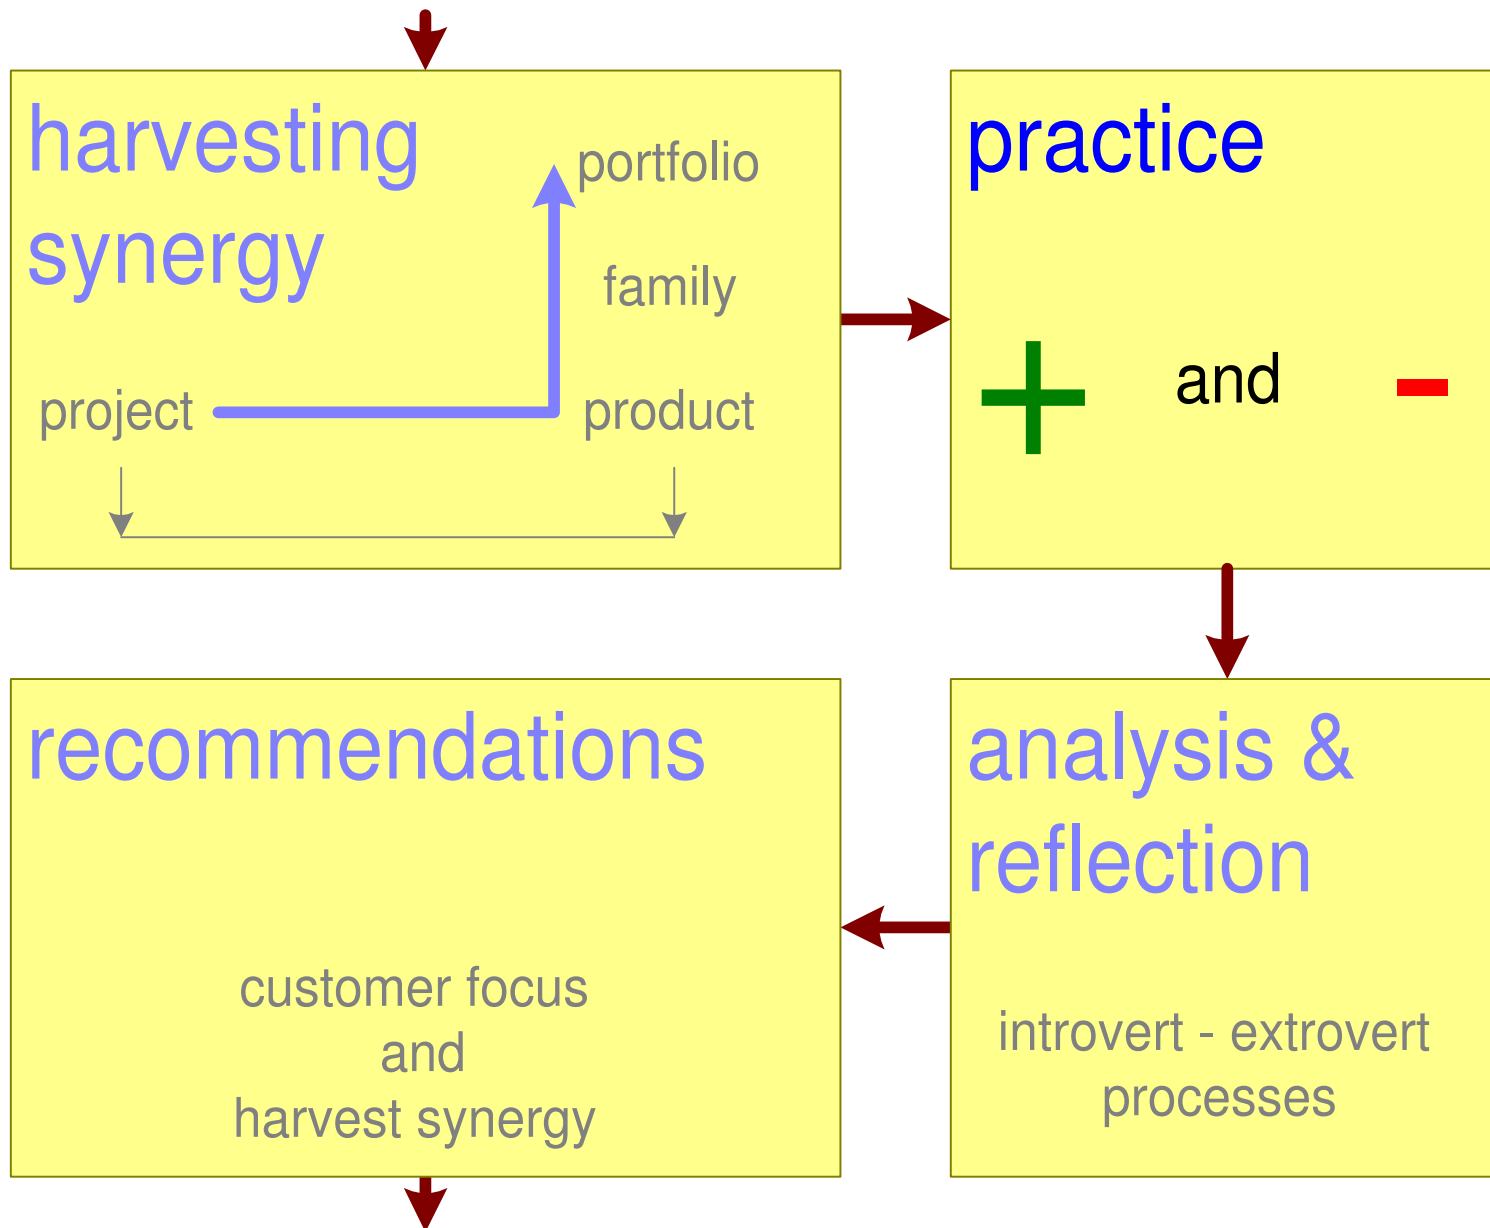 harvesting
synergy
portfolio
family
project
product
practice
+ and -
recommendations
customer focus
and
harvest synergy
analysis &
reflection
introvert - extrovert
processes